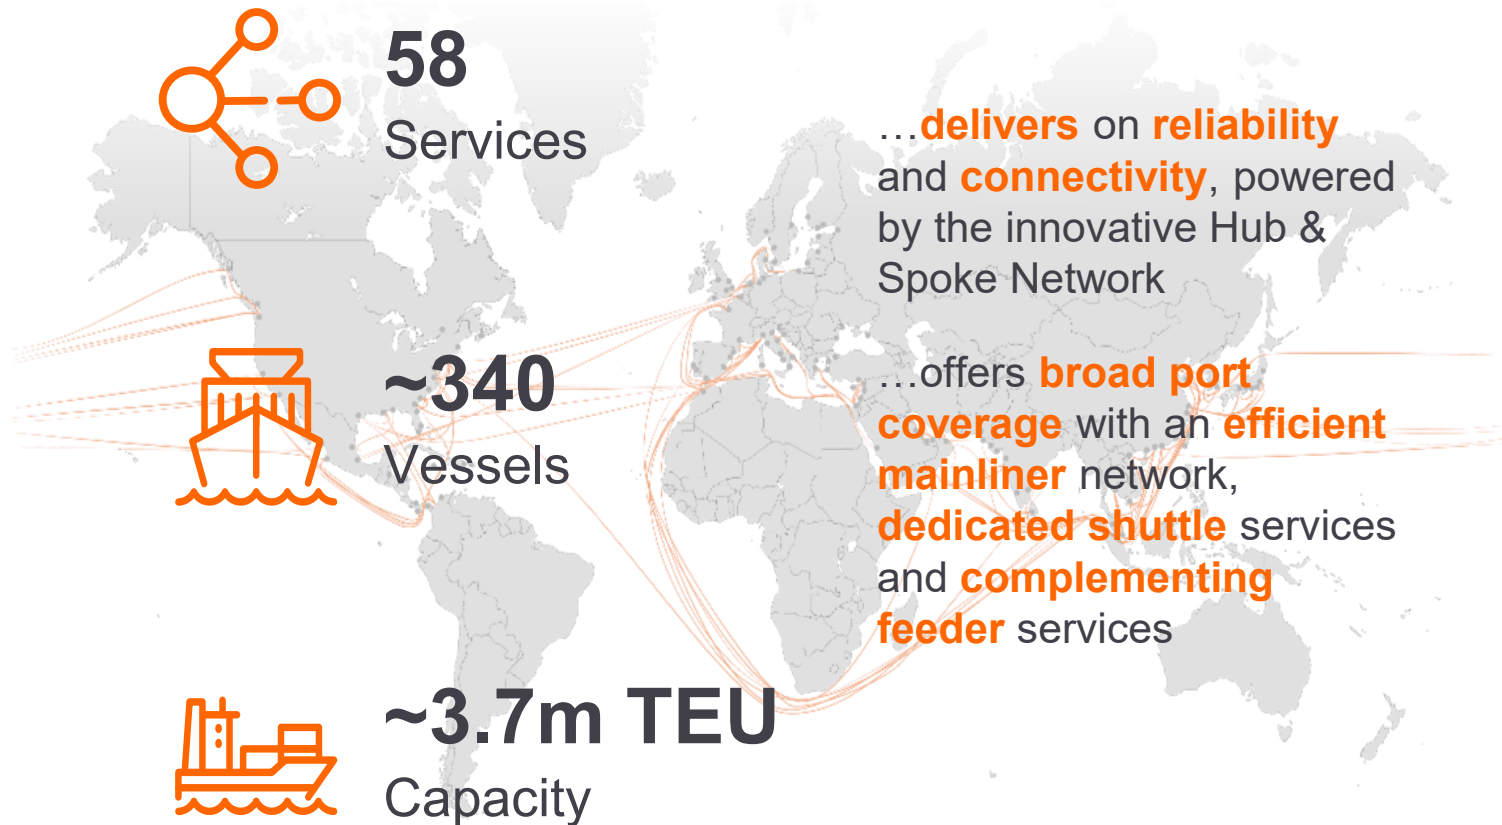 58
Services
~340
Vessels
~3.7m TEU
Capacity
…delivers on reliability
and connectivity, powered
by the innovative Hub &
Spoke Network
…offers broad port
coverage with an efficient
mainliner network,
dedicated shuttle services
and complementing
feeder services